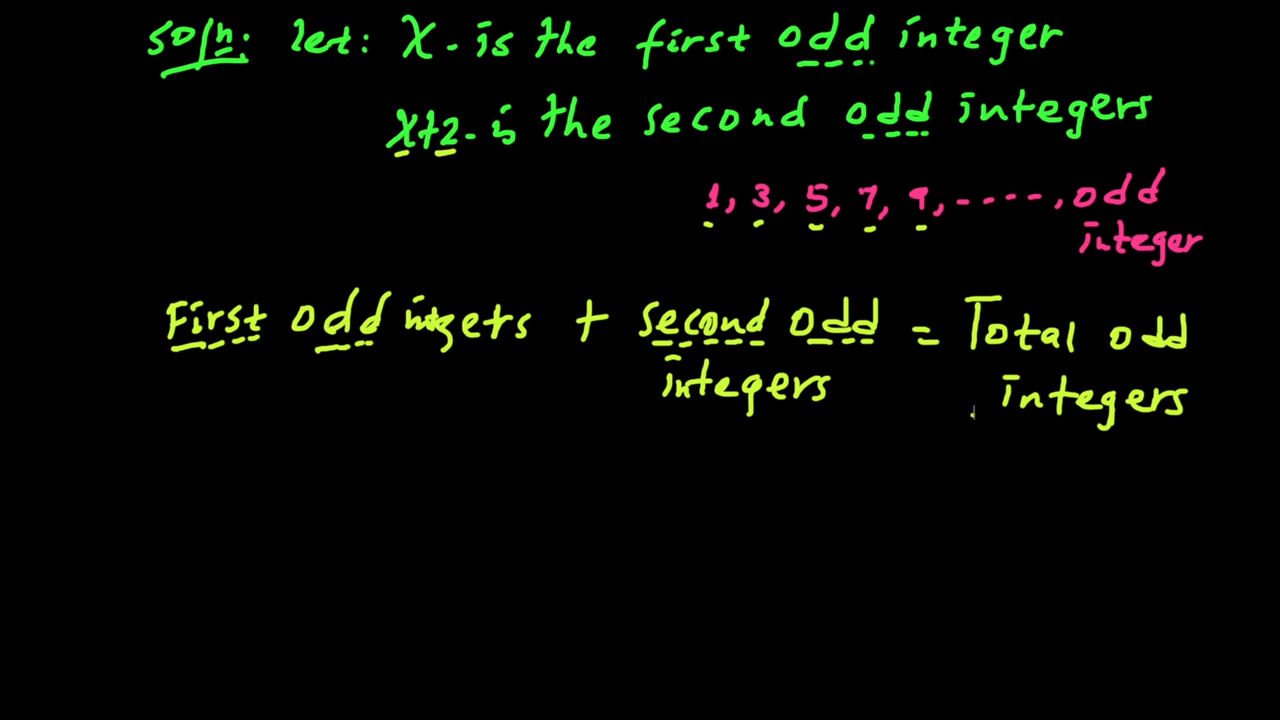 soln: let: X - is the first odd integer
x+2 - is the second odd integers
1, 3, 5, 7, 9, ----, odd
integer
First odd intgets + second odd = Total odd
integers integers